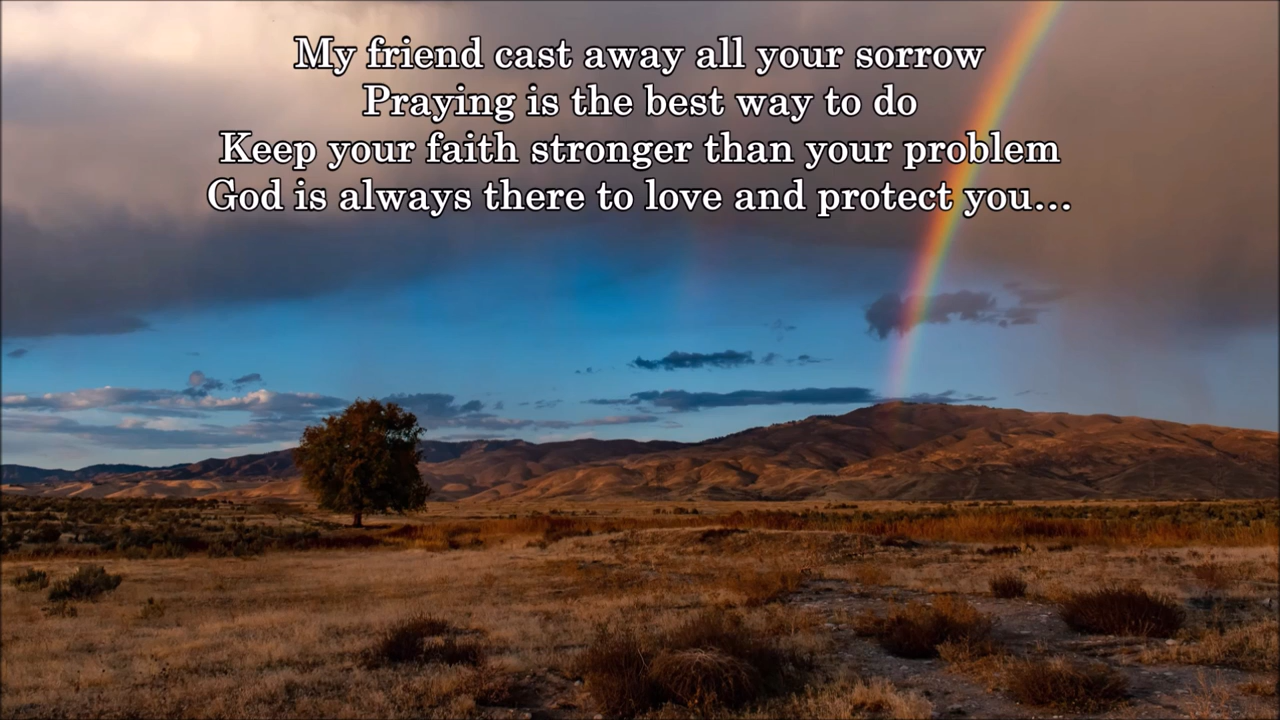 My friend cast away all your sorrow
Praying is the best way to do
Keep your faith stronger than your problem
God is always there to love and protect you...